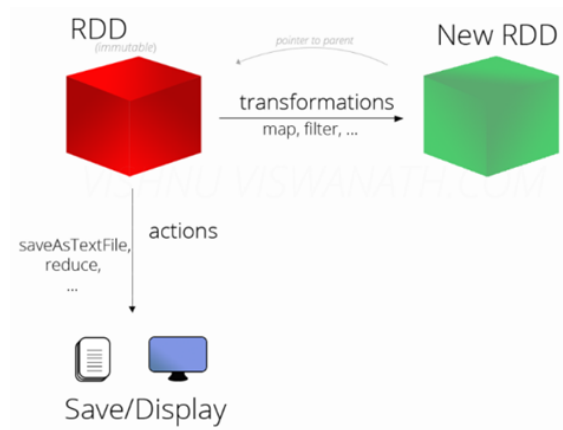 RDD
(immutable)
pointer to parent
New RDD
transformations
map, filter, ...
VISHNU VISWANATH.COM
actions
saveAsTextFile,
reduce,
...
Save/Display